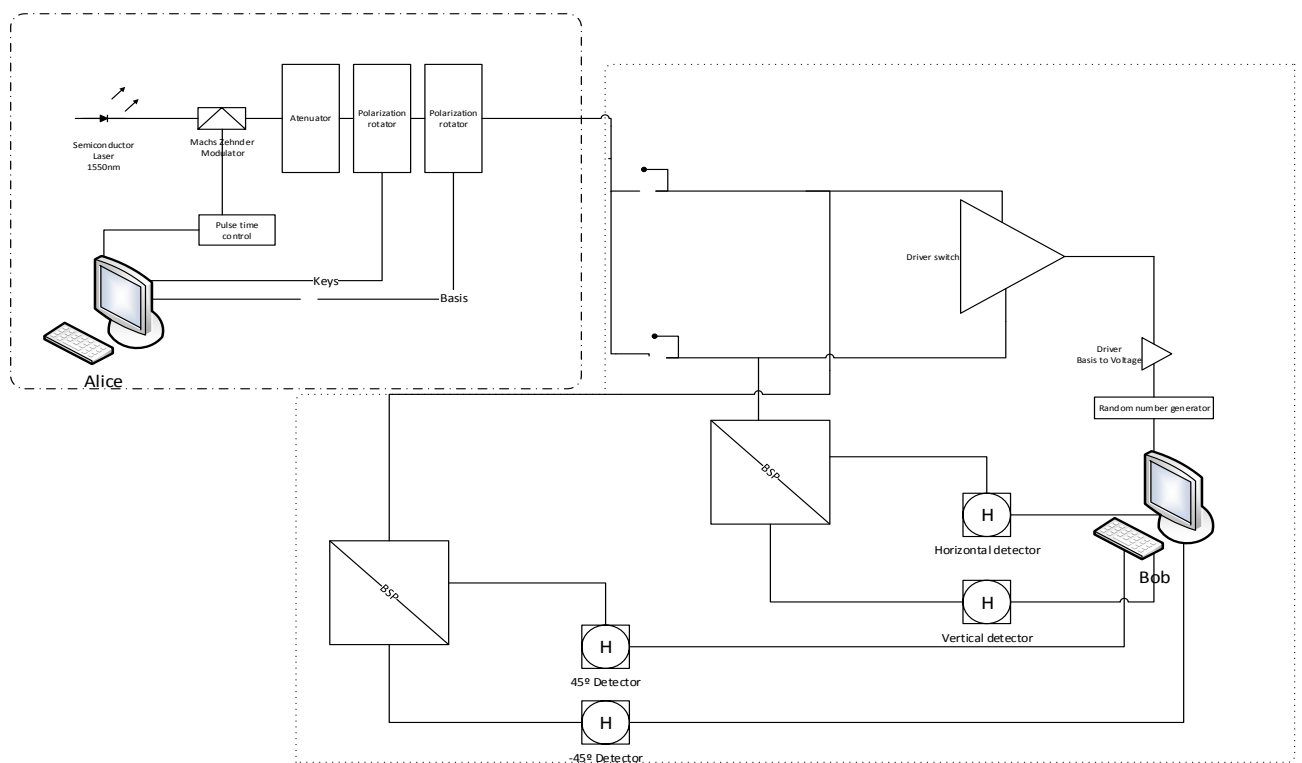 Atenuator
Polarization
rotator
Polarization
rotator
Semiconductor
Laser
1550nm
Machs Zehnder
Modulator
Pulse time
control
Keys
Basis
Alice
Driver switch
Driver
Basis to Voltage
Random number generator
BSP
H
Horizontal detector
Bob
BSP
H
Vertical detector
H
45º Detector
H
-45º Detector